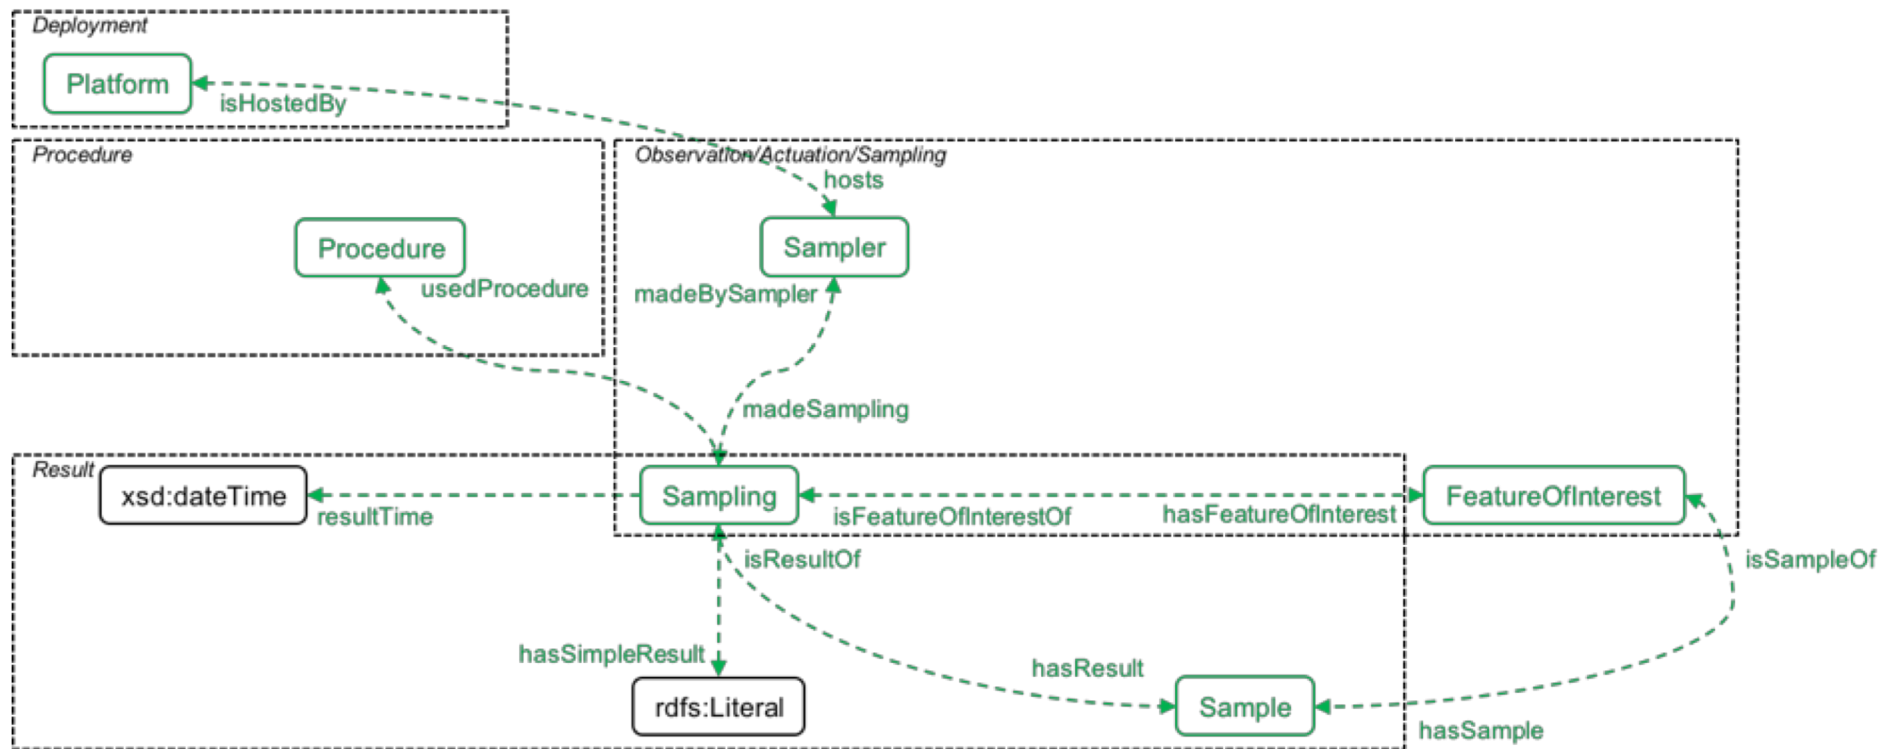 Deployment
Platform
isHostedBy
Procedure
Observation/Actuation/Sampling
hosts
Procedure
Sampler
usedProcedure
madeBySampler
madeSampling
Result
xsd:dateTime
Sampling
FeatureOfInterest
resultTime
isFeatureOfInterestOf
hasFeatureOfInterest
isResultOf
isSampleOf
hasSimpleResult
hasResult
rdfs:Literal
Sample
hasSample